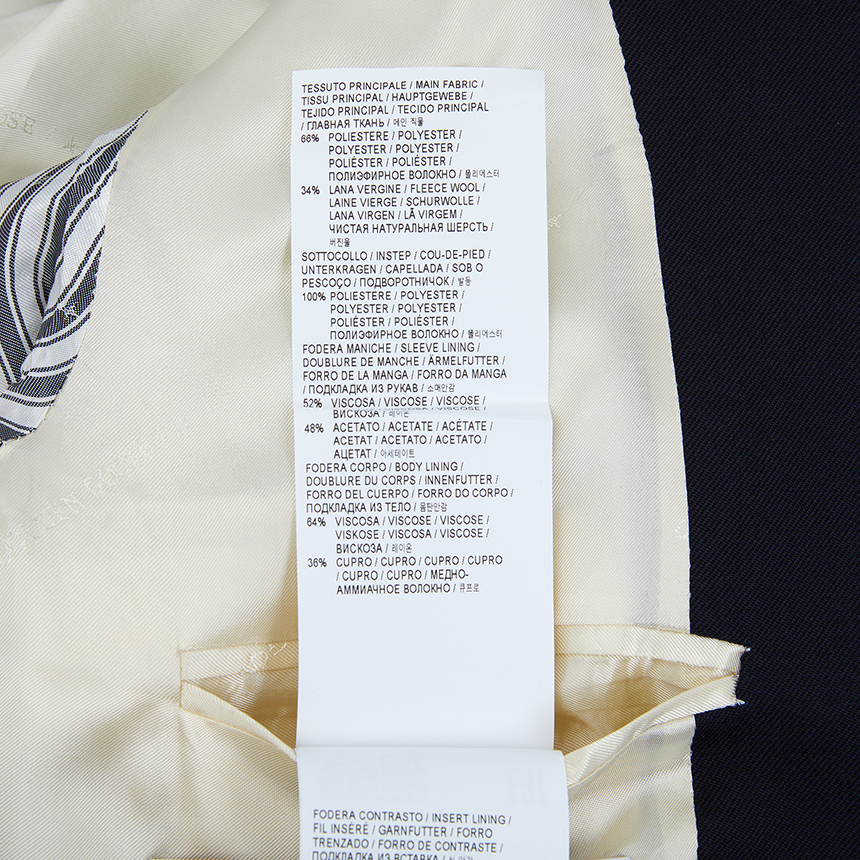 OSE
TESSUTO PRINCIPALE / MAIN FABRIC /
TISSU PRINCIPAL / HAUPTGEWEBE /
TEJIDO PRINCIPAL / TECIDO PRINCIPAL
/ ГЛАВНАЯ ТКАНЬ / 메인 직물
66% POLIESTERE / POLYESTER /
POLYESTER / POLYESTER /
POLIÉSTER / POLIÉSTER /
ПОЛИЭФИРНОЕ ВОЛОКНО / 폴리에스터
34% LANA VERGINE / FLEECE WOOL /
LAINE VIERGE / SCHURWOLLE /
LANA VIRGEN / LÃ VIRGEM /
ЧИСТАЯ НАТУРАЛЬНАЯ ШЕРСТЬ /
버진울
SOTTOCOLLO / INSTEP / COU-DE-PIED /
UNTERKRAGEN / CAPELLADA / SOB O
PESCOÇO / ПОДВОРОТНИЧОК / 발등
100% POLIESTERE / POLYESTER /
POLYESTER / POLYESTER /
POLIÉSTER / POLIÉSTER /
ПОЛИЭФИРНОЕ ВОЛОКНО / 폴리에스터
FODERA MANICHE / SLEEVE LINING /
DOUBLURE DE MANCHE / ÄRMELFUTTER /
FORRO DE LA MANGA / FORRO DA MANGA
/ ПОДКЛАДКА ИЗ РУКАВ / 소매안감
52% VISCOSA / VISCOSE / VISCOSE /
ВИСКОЗА / 레이온
48% ACETATO / ACETATE / ACÉTATE /
ACETAT / ACETATO / ACETATO /
АЦЕТАТ / 아세테이트
FODERA CORPO / BODY LINING /
DOUBLURE DU CORPS / INNENFUTTER /
FORRO DEL CUERPO / FORRO DO CORPO /
ПОДКЛАДКА ИЗ ТЕЛО / 몸판안감
64% VISCOSA / VISCOSE / VISCOSE /
VISKOSE / VISCOSA / VISCOSE /
ВИСКОЗА / 레이온
36% CUPRO / CUPRO / CUPRO / CUPRO
/ CUPRO / CUPRO / МЕДНО-
АММИАЧНОЕ ВОЛОКНО / 큐프로
FODERA CONTRASTO / INSERT LINING /
FIL INSÉRÉ / GARNFUTTER / FORRO
TRENZADO / FORRO DE CONTRASTE /
ПОДКЛАДКА ИЗ ВСТАВКА / 실 안감